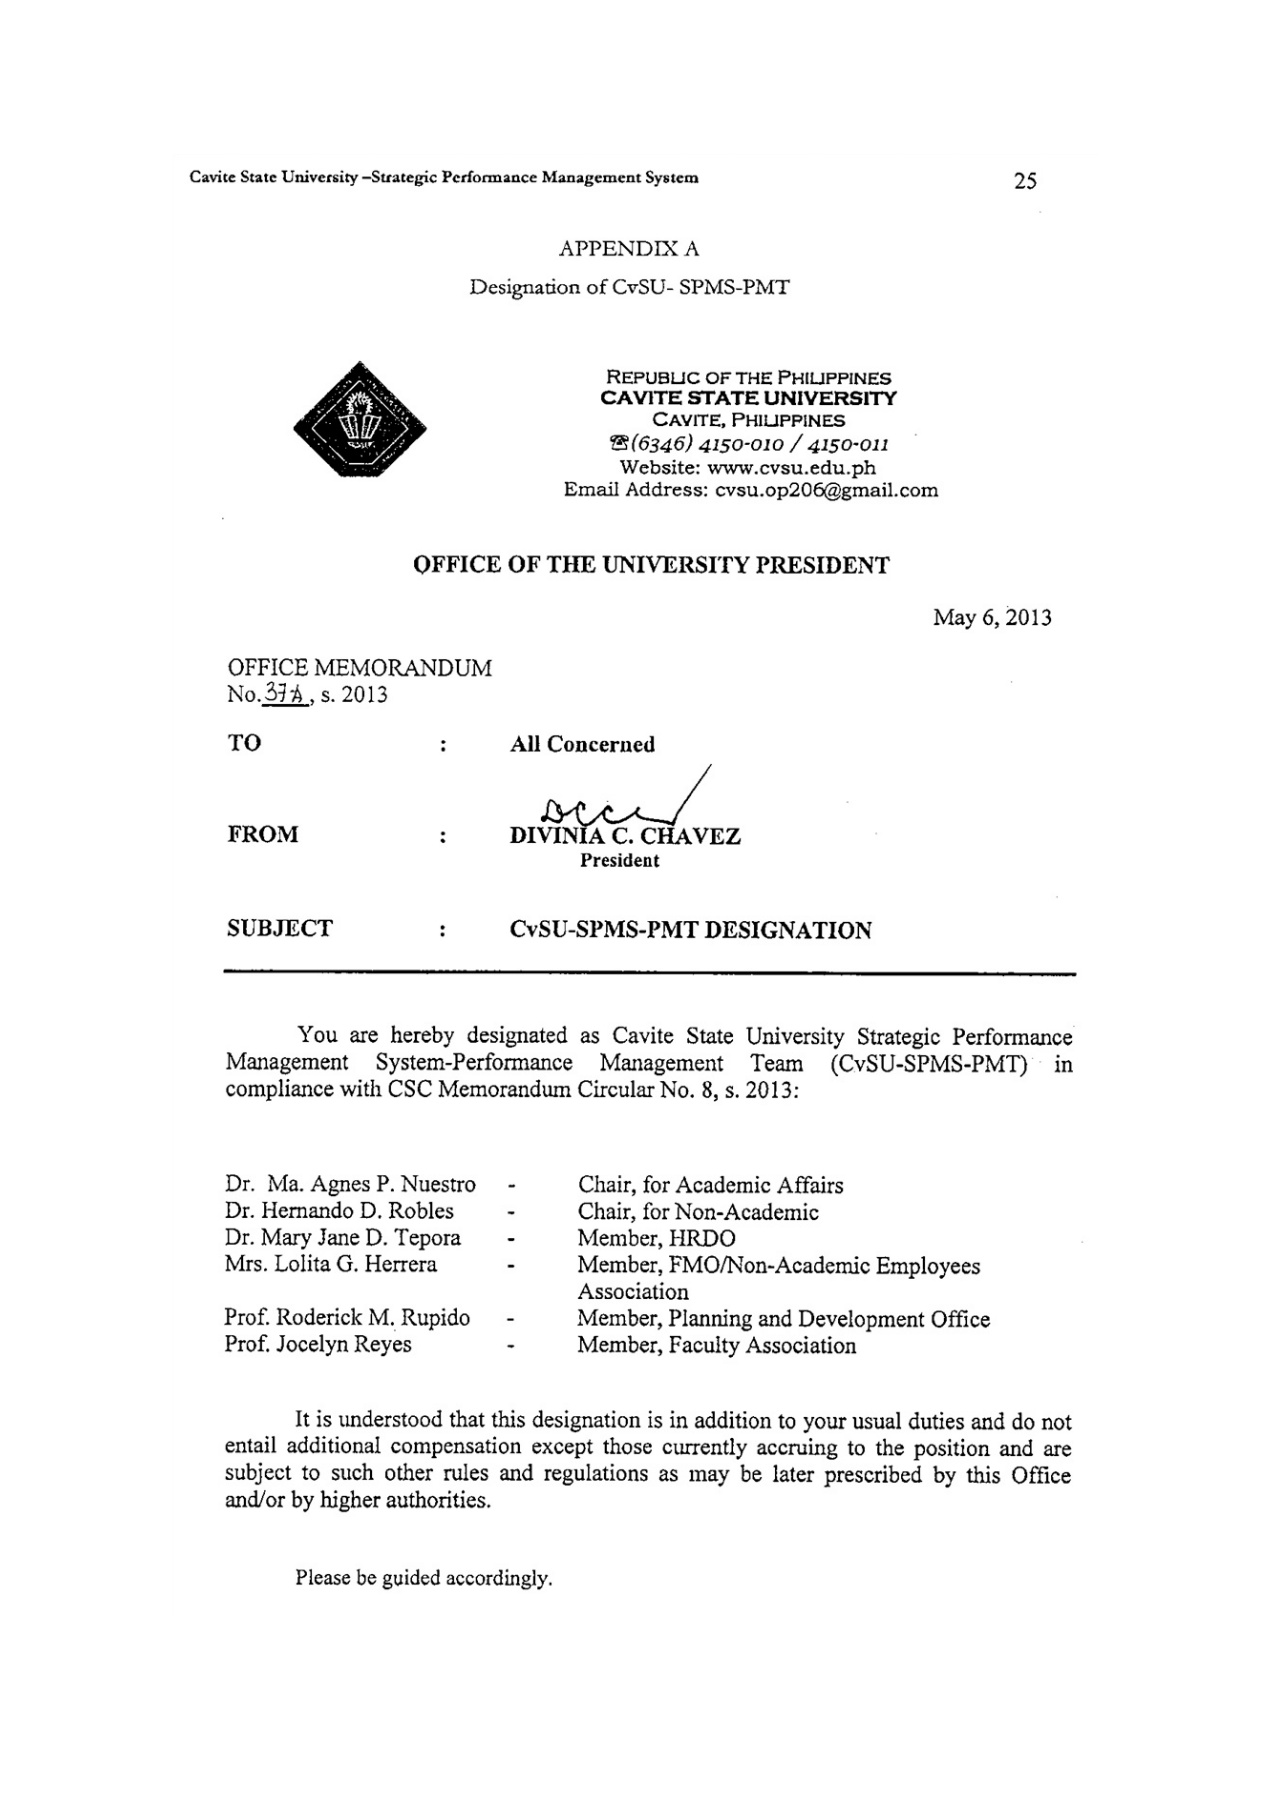 Cavite State University –Strategic Performance Management System 25
APPENDIX A
Designation of CvSU- SPMS-PMT
REPUBLIC OF THE PHILIPPINES
CAVITE STATE UNIVERSITY
CAVITE, PHILIPPINES
☎(6346) 4150-010 / 4150-011
Website: www.cvsu.edu.ph
Email Address: cvsu.op206@gmail.com
OFFICE OF THE UNIVERSITY PRESIDENT
May 6, 2013
OFFICE MEMORANDUM
No. 37A, s. 2013
TO : All Concerned
FROM : DIVINIA C. CHAVEZ
President
SUBJECT : CvSU-SPMS-PMT DESIGNATION
You are hereby designated as Cavite State University Strategic Performance
Management System-Performance Management Team (CvSU-SPMS-PMT) in
compliance with CSC Memorandum Circular No. 8, s. 2013:
Dr. Ma. Agnes P. Nuestro - Chair, for Academic Affairs
Dr. Hernando D. Robles - Chair, for Non-Academic
Dr. Mary Jane D. Tepora - Member, HRDO
Mrs. Lolita G. Herrera - Member, FMO/Non-Academic Employees
Association
Prof. Roderick M. Rupido - Member, Planning and Development Office
Prof. Jocelyn Reyes - Member, Faculty Association
It is understood that this designation is in addition to your usual duties and do not
entail additional compensation except those currently accruing to the position and are
subject to such other rules and regulations as may be later prescribed by this Office
and/or by higher authorities.
Please be guided accordingly.